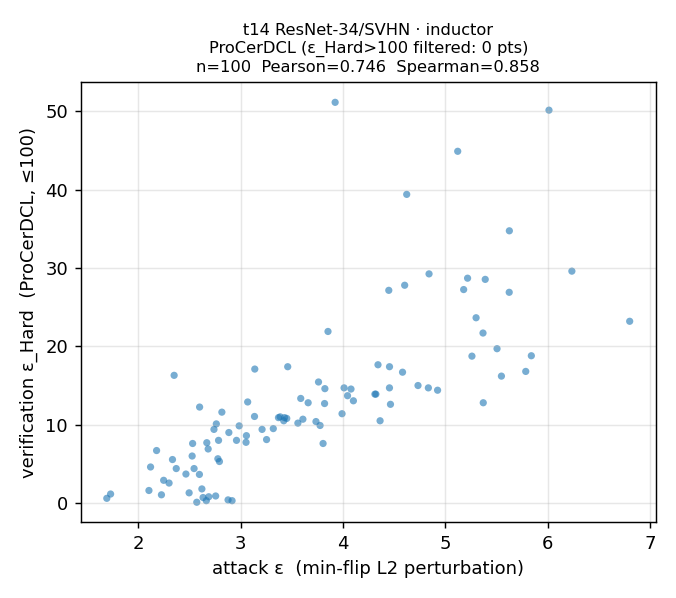 t14 ResNet-34/SVHN · inductor
ProCerDCL (ε_Hard>100 filtered: 0 pts)
n=100  Pearson=0.746  Spearman=0.858
verification ε_Hard  (ProCerDCL, ≤100)
50
40
30
20
10
0
2
3
4
5
6
7
attack ε  (min-flip L2 perturbation)